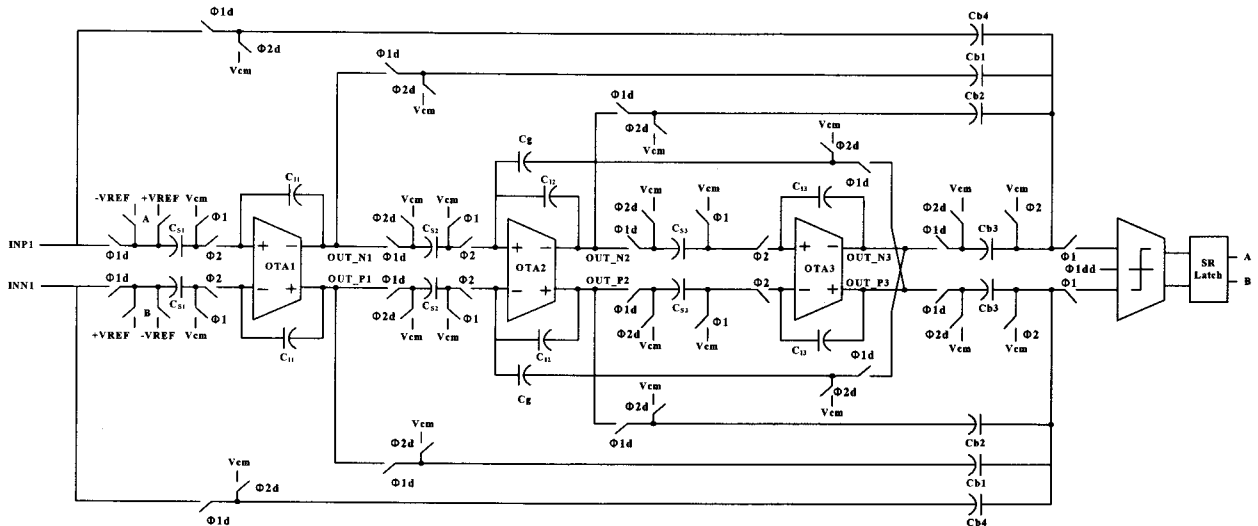 Φ1d
Cb4
Φ2d
Vcm
Φ1d
Cb1
Φ2d
Vcm
Φ1d
Cb2
Φ2d
Vcm
Vcm
Φ2d
Cg
Φ1d
C11
C12
C13
-VREF +VREF Vcm
A
CS1
Φ1
Vcm Vcm
Φ2d
CS2
Φ1
Vcm Vcm
Φ2d
CS3
Φ1
Vcm Vcm
Φ2d
Cb3
Φ2
INP1
Φ1d
Φ2
OTA1
+ −
− +
OUT_N1
Φ1d
Φ2
OTA2
+ −
− +
OUT_N2
Φ1d
Φ2
OTA3
+ −
− +
OUT_N3
Φ1d
Φ1
Φ1dd
SR
Latch
A
B
INN1
Φ1d
Φ2
OUT_P1
Φ1d
Φ2
OUT_P2
Φ1d
Φ2
OUT_P3
Φ1d
Φ1
B
CS1
Φ1
+VREF -VREF Vcm
Φ2d
CS2
Φ1
Vcm Vcm
Φ2d
CS3
Φ1
Vcm Vcm
Φ2d
Cb3
Φ2
Vcm Vcm
C11
C12
C13
Cg
Φ1d
Φ2d
Vcm
Vcm
Φ2d
Φ1d
Cb2
Vcm
Φ2d
Φ1d
Cb1
Vcm
Φ2d
Φ1d
Cb4